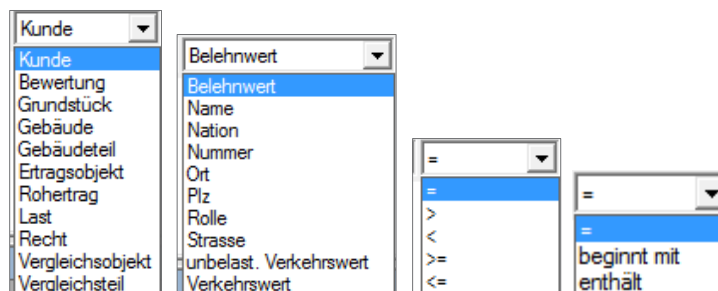 Kunde
Kunde
Bewertung
Grundstück
Gebäude
Gebäudeteil
Ertragsobjekt
Rohertrag
Last
Recht
Vergleichsobjekt
Vergleichsteil
Belehnwert
Belehnwert
Name
Nation
Nummer
Ort
Plz
Rolle
Strasse
unbelast. Verkehrswert
Verkehrswert
=
=
>
<
>=
<=
=
=
beginnt mit
enthält